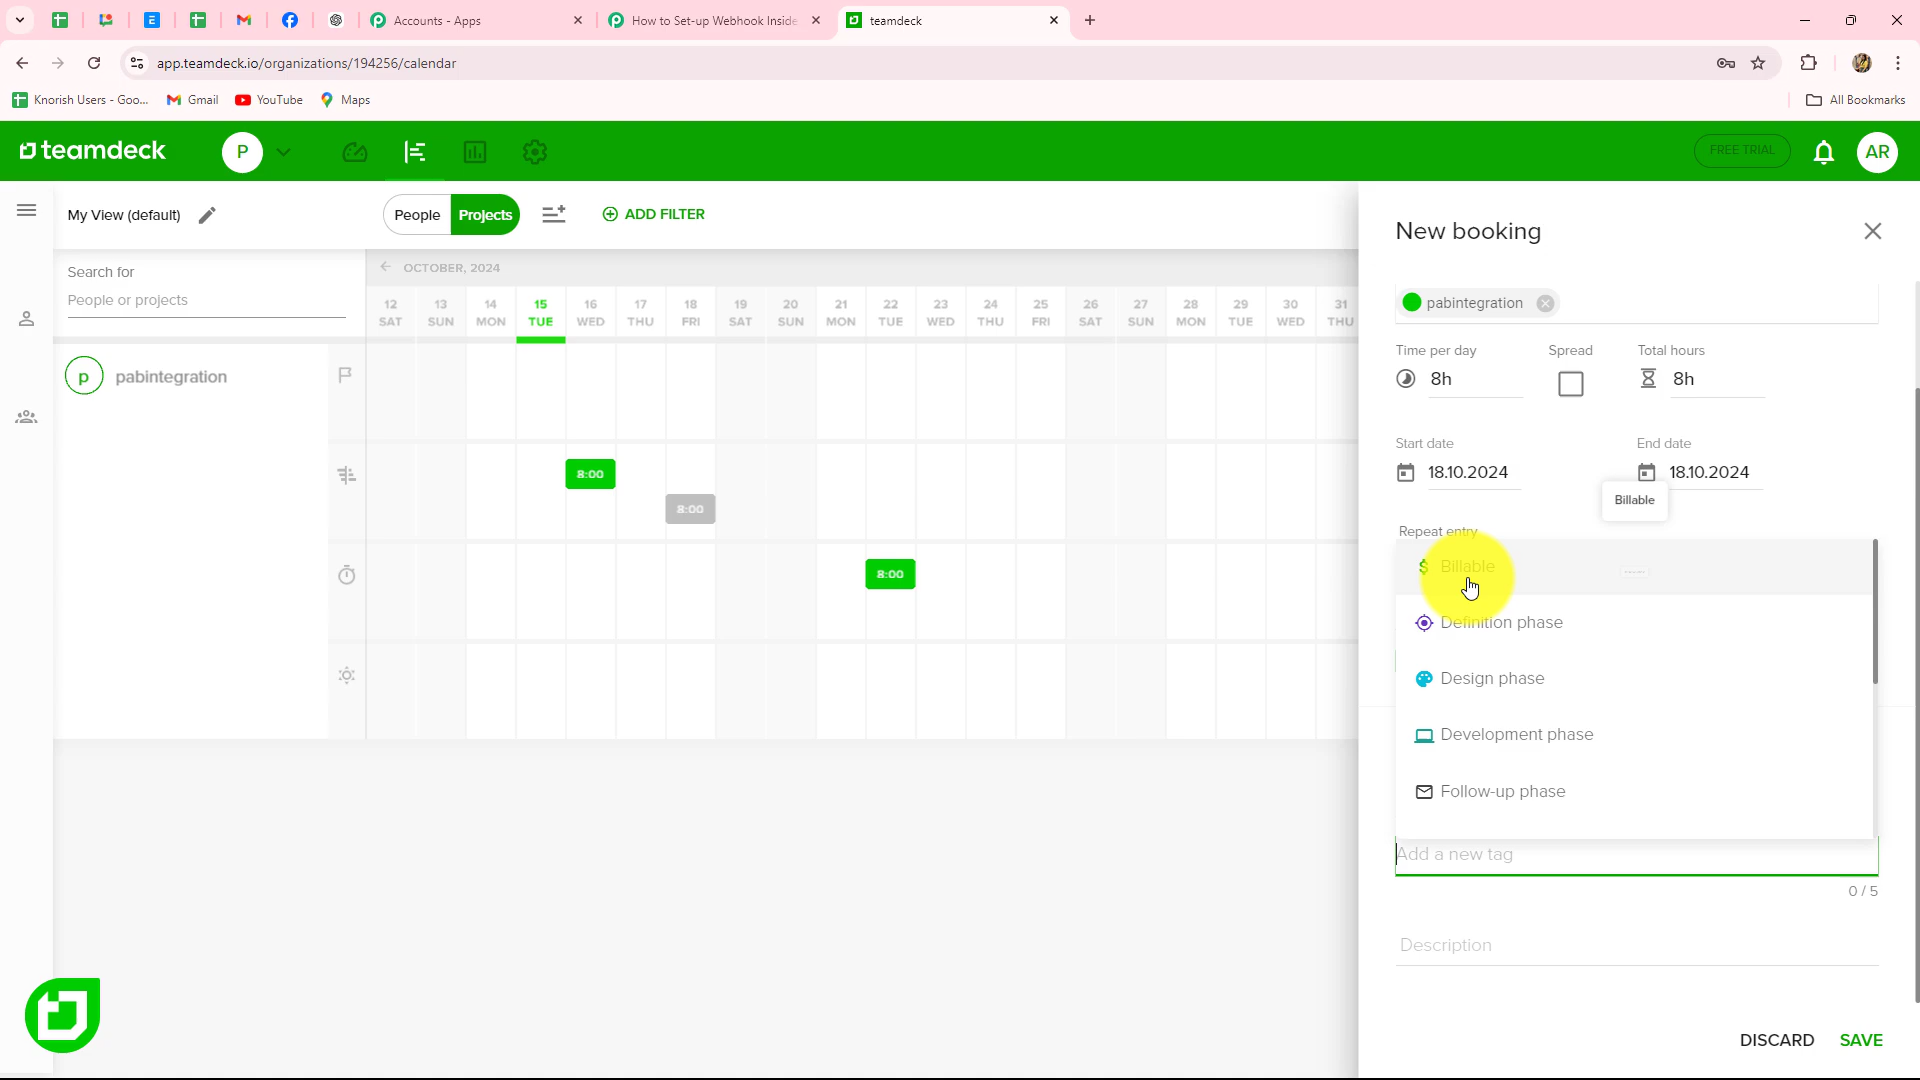 Accounts - Apps
How to Set-up Webhook Inside
teamdeck
app.teamdeck.io/organizations/194256/calendar
Knorish Users - Goo...
Gmail
YouTube
Maps
All Bookmarks
teamdeck
P
FREE TRIAL
AR
My View (default)
People
Projects
ADD FILTER
Search for
People or projects
OCTOBER, 2024
12 13 14 15 16 17 18 19 20 21 22 23 24 25 26 27 28 29 30 31
SAT SUN MON TUE WED THU FRI SAT SUN MON TUE WED THU FRI SAT SUN MON TUE WED THU
p
pabintegration
8:00
8:00
8:00
New booking
pabintegration
Time per day
Spread
Total hours
8h
8h
Start date
End date
18.10.2024
18.10.2024
Billable
Repeat entry
Billable
Definition phase
Design phase
Development phase
Follow-up phase
Add a new tag
0 / 5
Description
DISCARD
SAVE